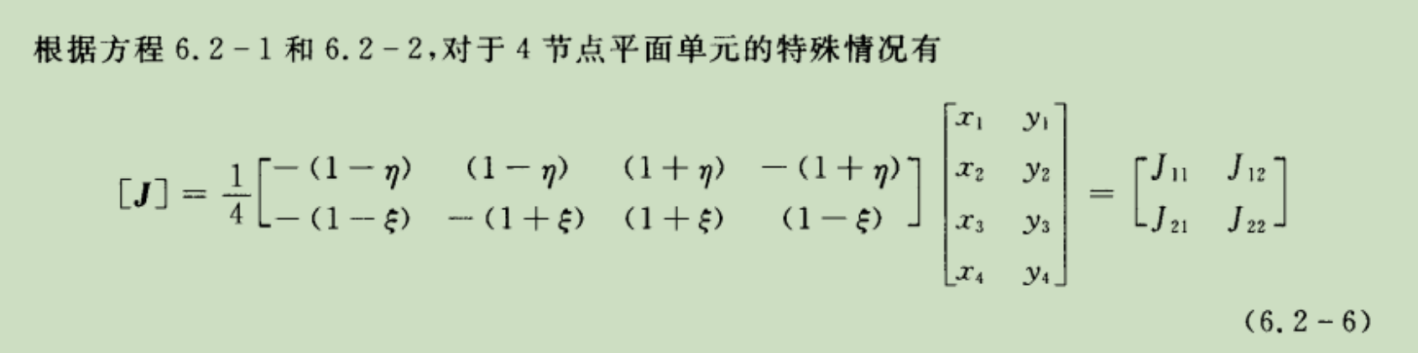 根据方程 6.2-1 和 6.2-2,对于 4 节点平面单元的特殊情况有
[J] = 1/4 [-(1-η) (1-η) (1+η) -(1+η); -(1-ξ) -(1+ξ) (1+ξ) (1-ξ)] [x₁ y₁; x₂ y₂; x₃ y₃; x₄ y₄] = [J₁₁ J₁₂; J₂₁ J₂₂]
(6.2-6)